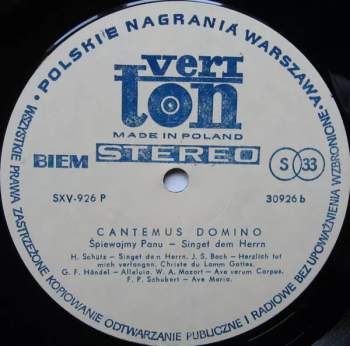 · POLSKIE NAGRANIA WARSZAWA ·
WSZYSTKIE PRAWA ZASTRZEŻONE KOPIOWANIE ODTWARZANIE PUBLICZNE I RADIOWE BEZ UPOWAŻNIENIA WZBRONIONE
veri
ton
MADE IN POLAND
BIEM STEREO S 33
SXV-926 P 30926 b
CANTEMUS DOMINO
Śpiewajmy Panu – Singet dem Herrn
H. Schütz – Singet dem Herrn, J. S. Bach – Herzlich tut
mich verlangen, Christe du Lamm Gottes,
G. F. Händel – Alleluia, W. A. Mozart – Ave verum Corpus,
F. P. Schubert – Ave Maria.